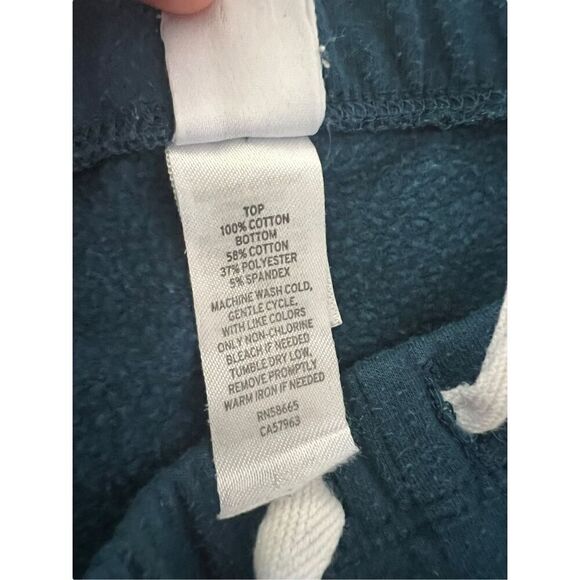 TOP
100% COTTON
BOTTOM
58% COTTON
37% POLYESTER
5% SPANDEX
MACHINE WASH COLD,
GENTLE CYCLE,
WITH LIKE COLORS
ONLY NON-CHLORINE
BLEACH IF NEEDED
TUMBLE DRY LOW,
REMOVE PROMPTLY
WARM IRON IF NEEDED
RN58665
CA57963